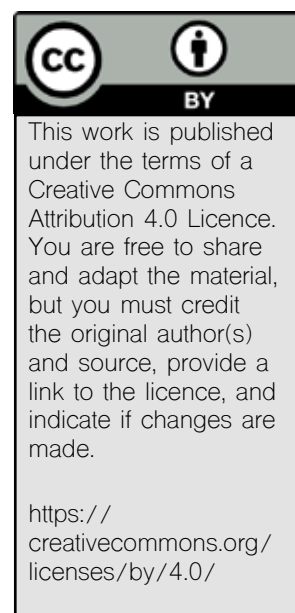 cc
BY
This work is published
under the terms of a
Creative Commons
Attribution 4.0 Licence.
You are free to share
and adapt the material,
but you must credit
the original author(s)
and source, provide a
link to the licence, and
indicate if changes are
made.
https://
creativecommons.org/
licenses/by/4.0/